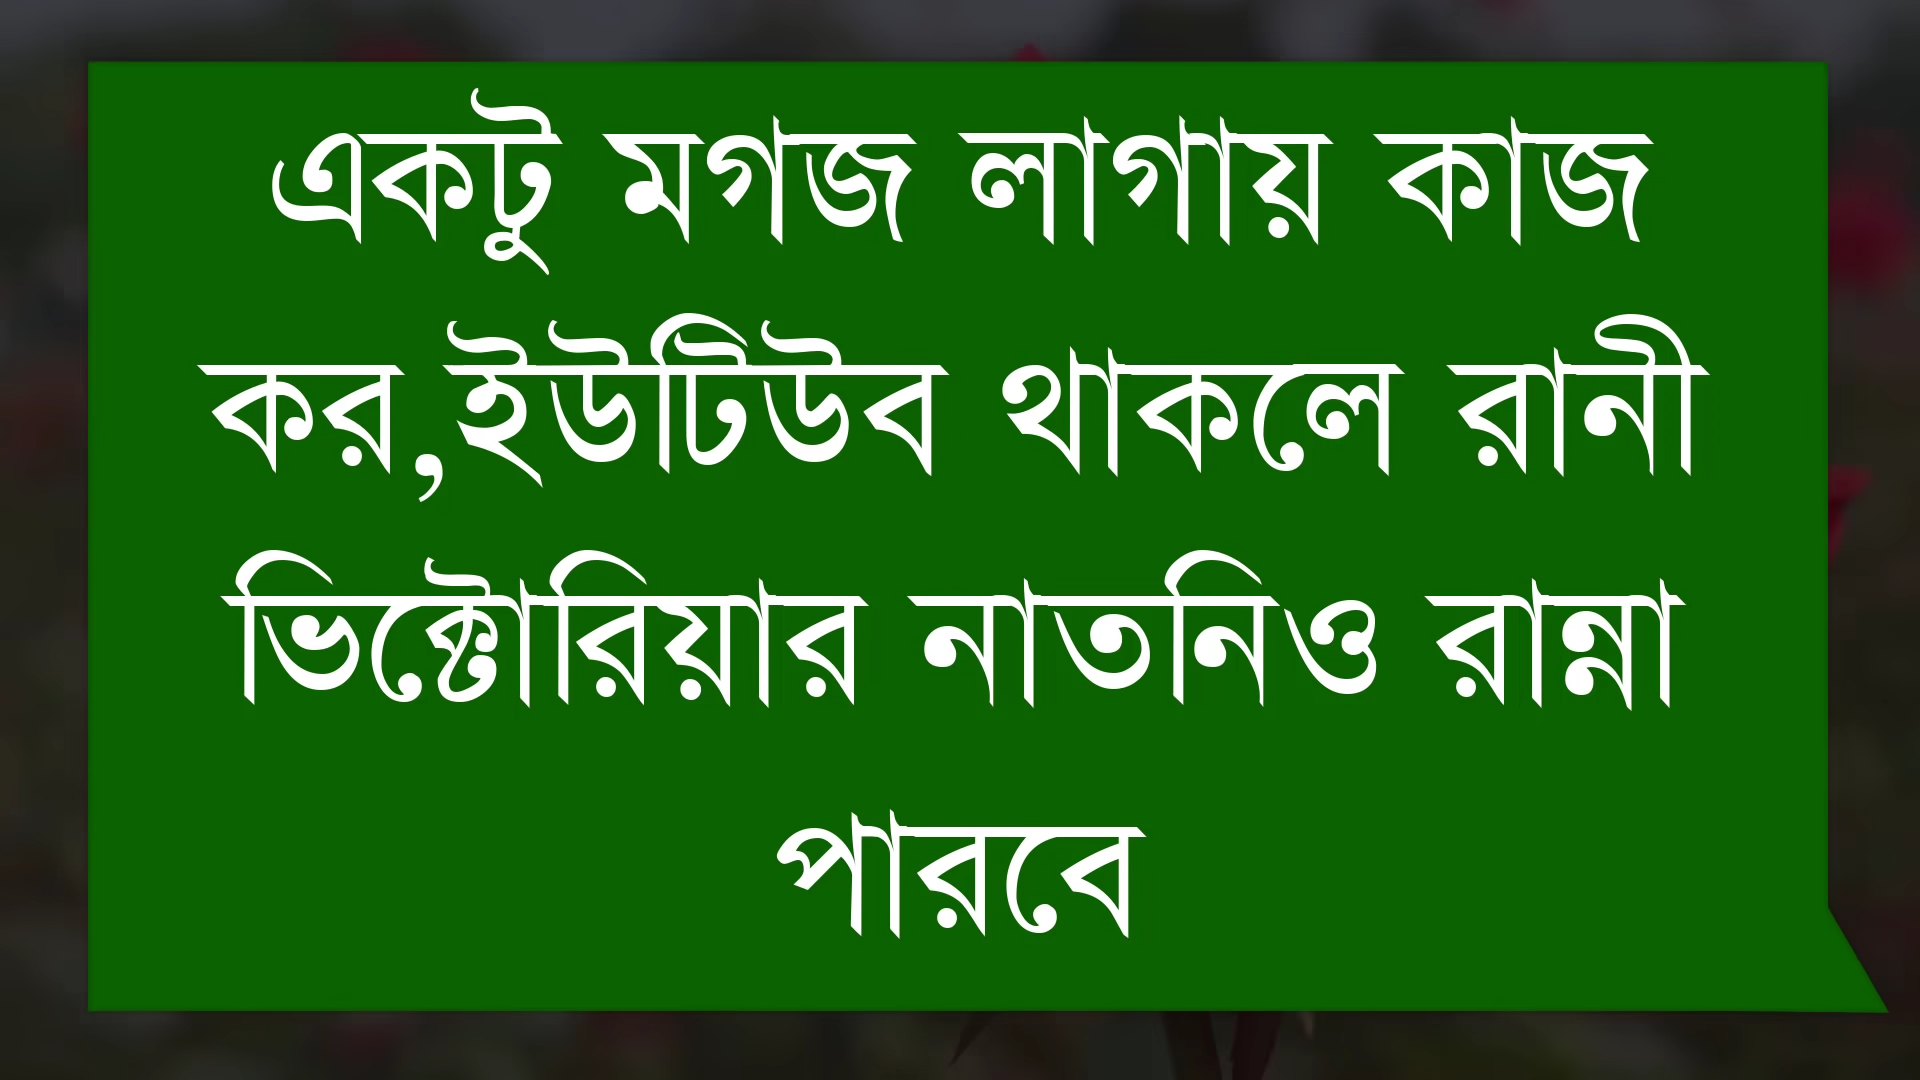 একটু মগজ লাগায় কাজ
কর,ইউটিউব থাকলে রানী
ভিক্টোরিয়ার নাতনিও রান্না
পারবে